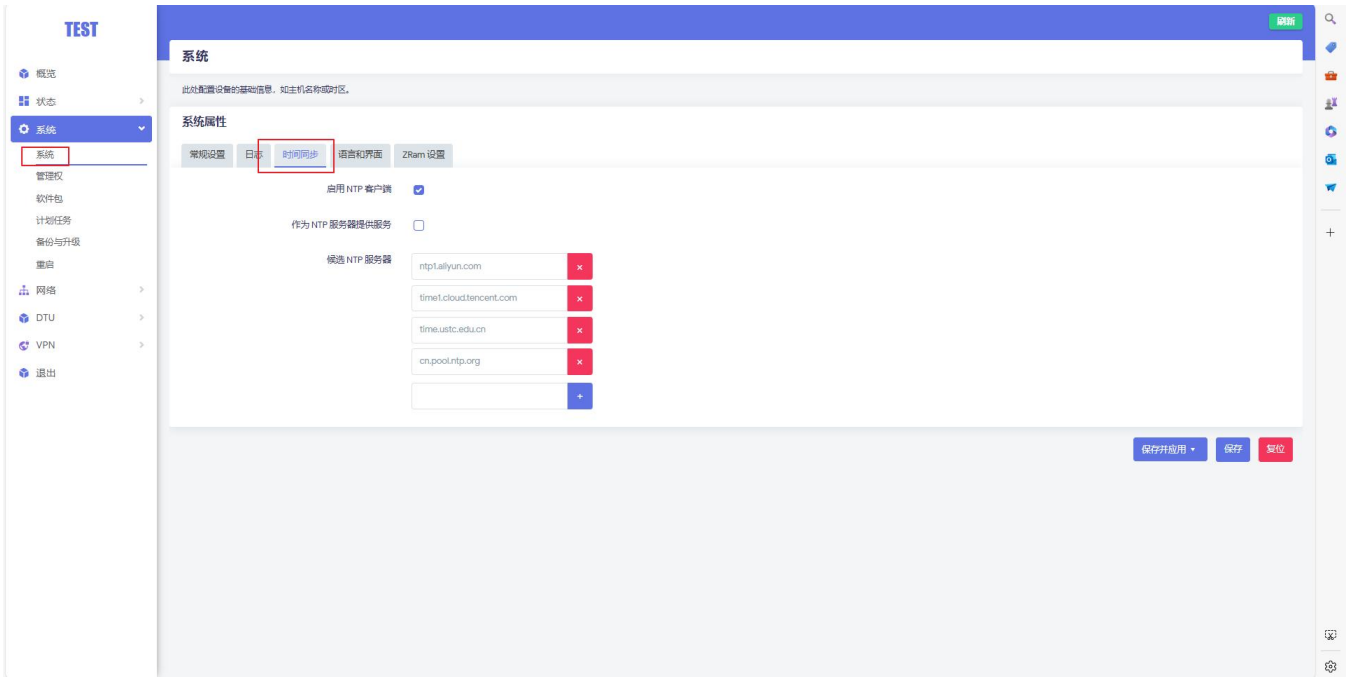 TEST
概览
状态
系统
系统
管理权
软件包
计划任务
备份与升级
重启
网络
DTU
VPN
退出
刷新
系统
此处配置设备的基础信息，如主机名称或时区。
系统属性
常规设置 日志 时间同步 语言和界面 ZRam 设置
启用 NTP 客户端
作为 NTP 服务器提供服务
候选 NTP 服务器
ntp1.aliyun.com
time1.cloud.tencent.com
time.ustc.edu.cn
cn.pool.ntp.org
保存并应用 保存 复位